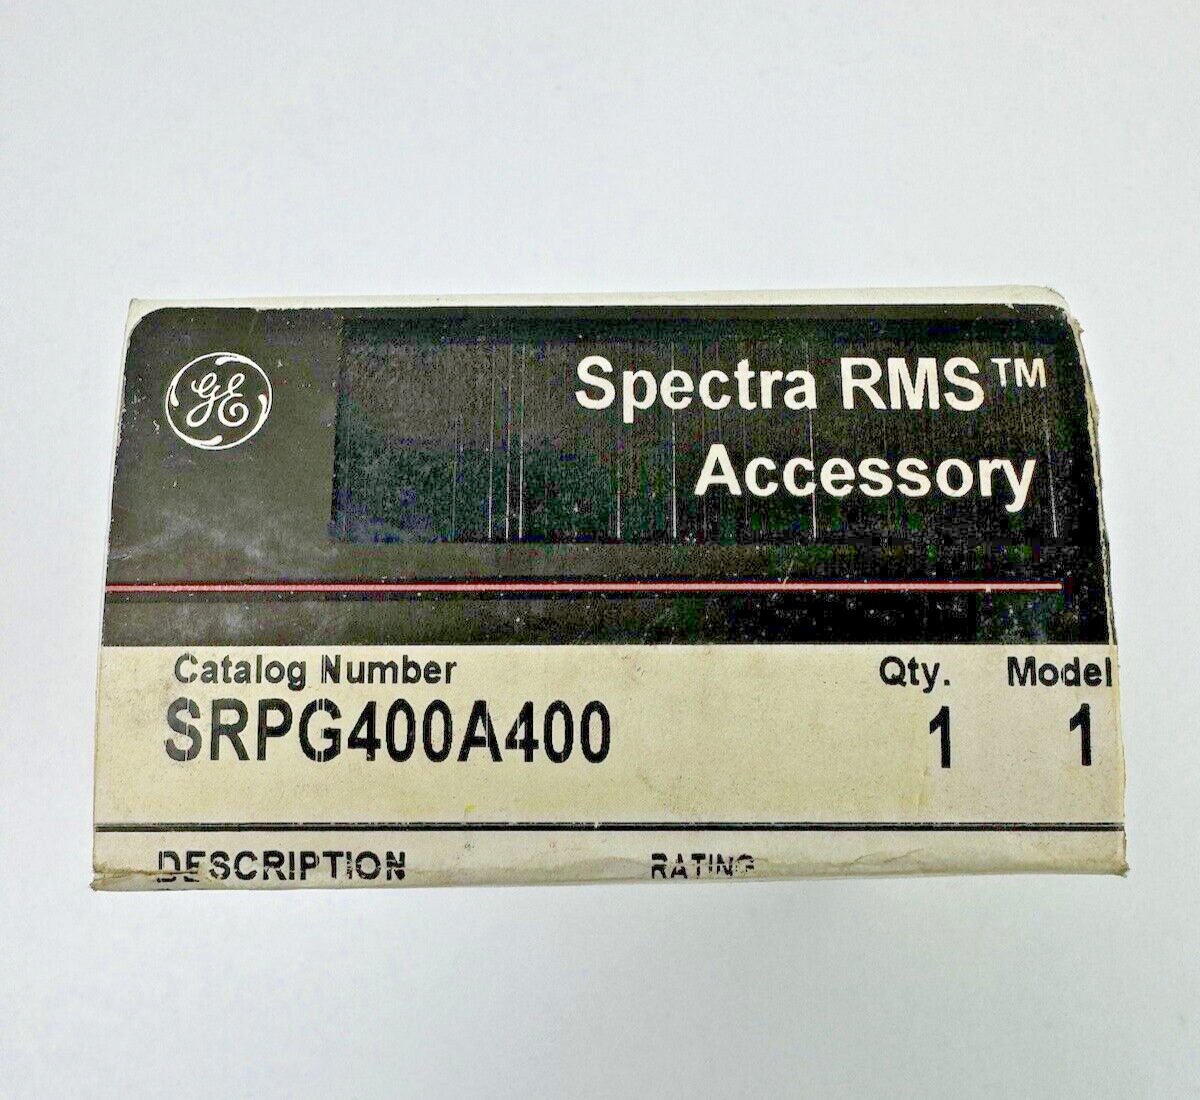 GE
Spectra RMS™
Accessory
Catalog Number Qty. Model
SRPG400A400 1 1
DESCRIPTION RATING